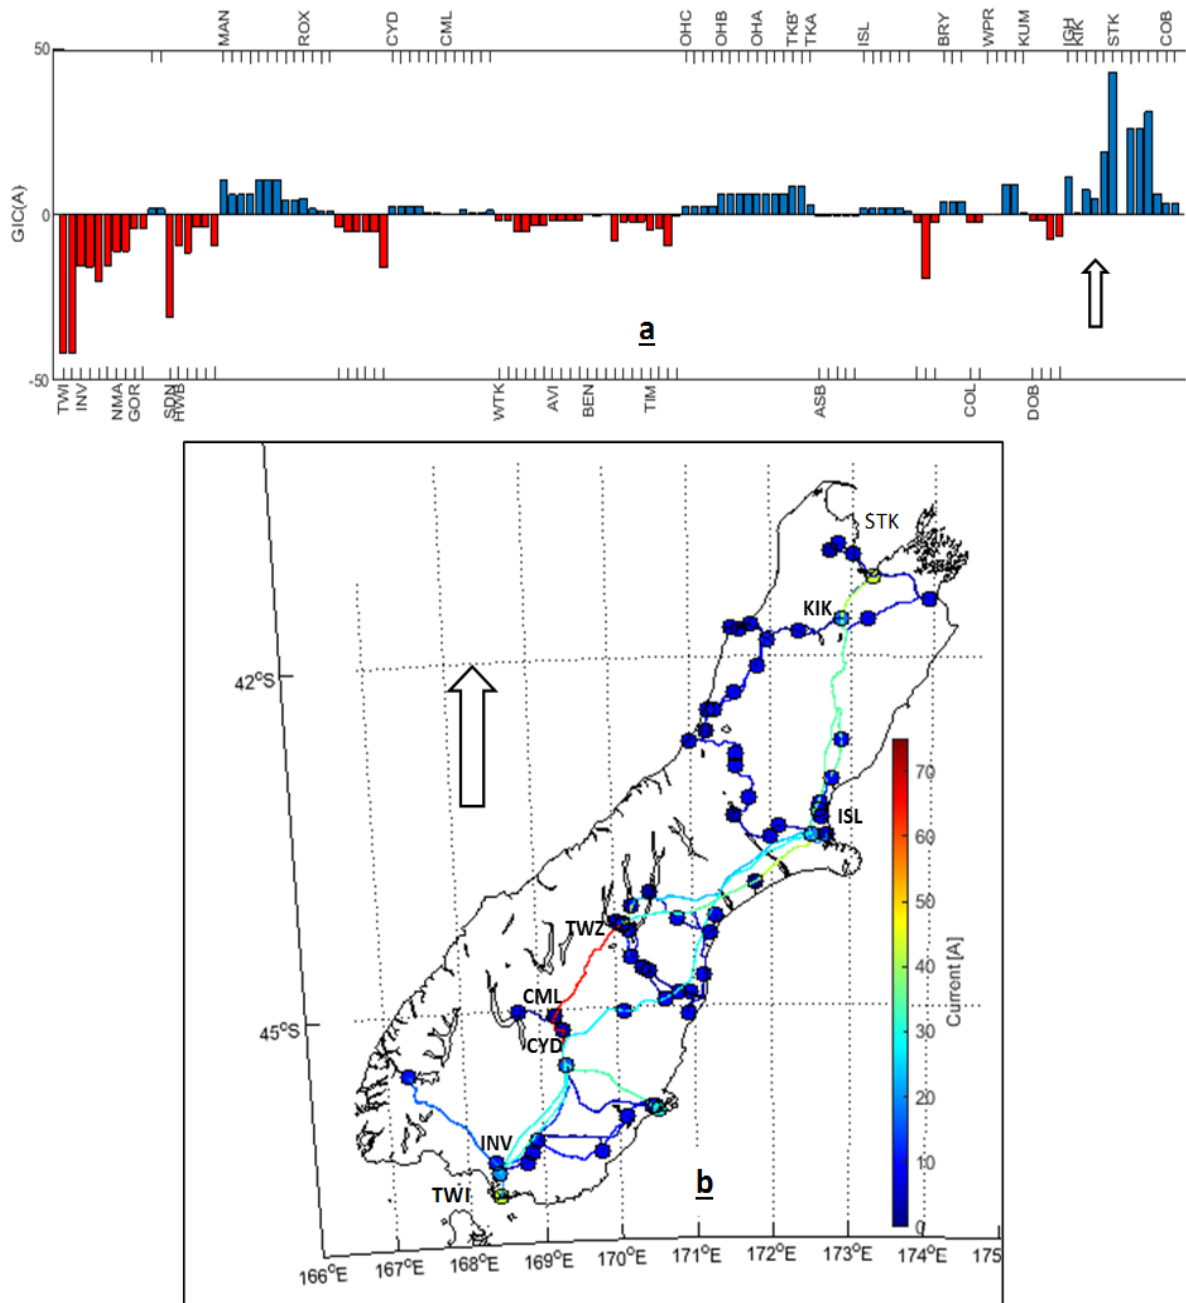 MAN ROX CYD CML OHC OHB OHA TKB' TKA ISL BRY WPR KUM IGH KIK STK COB
50
0
GIC(A)
a
-50
TWI INV NMA GOR SDN HWB WTK AVI BEN TIM ASB COL DOB
STK
KIK
42°S
ISL
70
60
TWZ
50
40
CML
45°S
30
CYD
20
INV
10
TWI
b
0
Current [A]
166°E 167°E 168°E 169°E 170°E 171°E 172°E 173°E 174°E 175